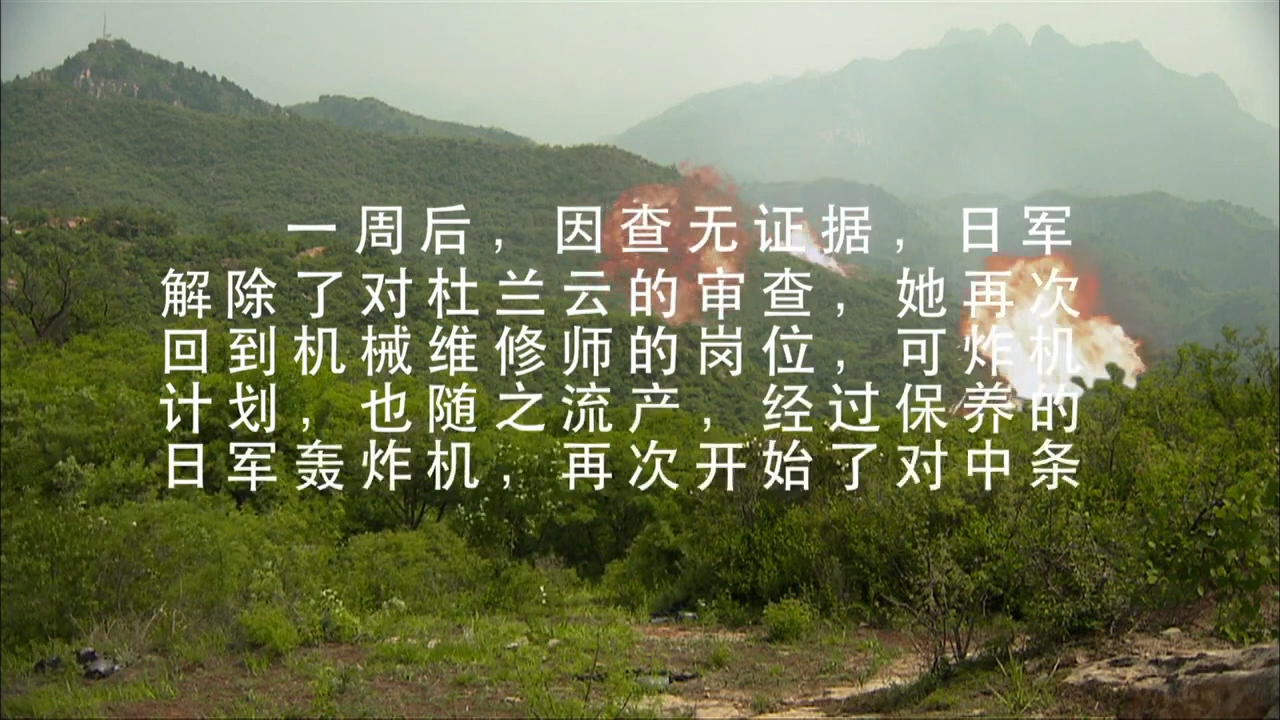 一周后，因查无证据，日军
解除了对杜兰云的审查，她再次
回到机械维修师的岗位，可炸机
计划，也随之流产，经过保养的
日军轰炸机，再次开始了对中条